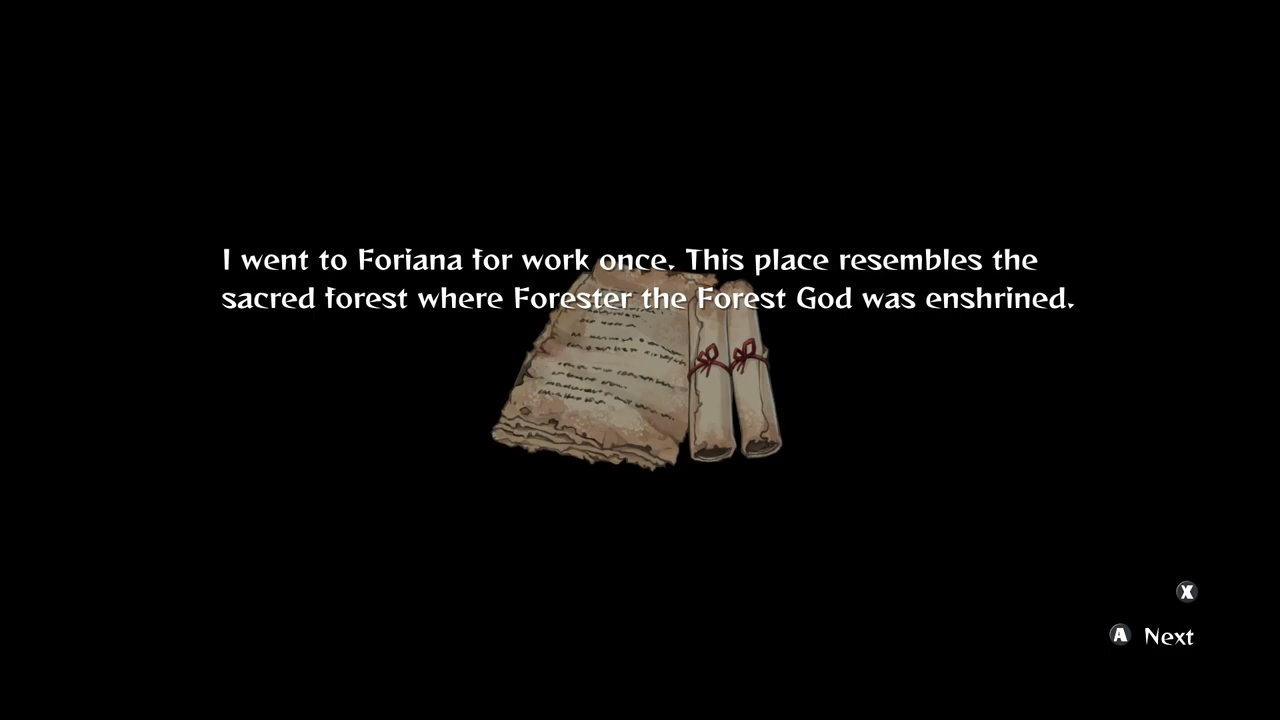 I went to Foriana for work once. This place resembles the
sacred forest where Forester the Forest God was enshrined.
X
A Next